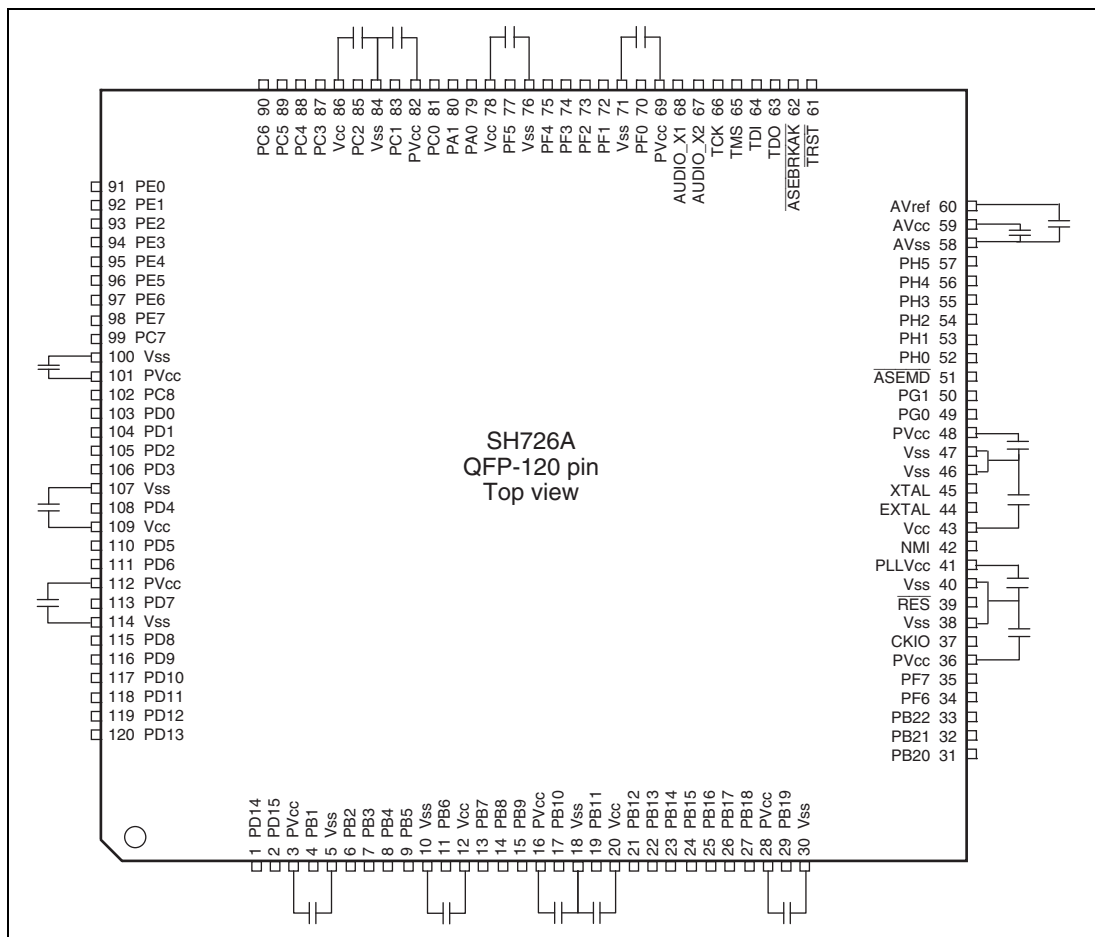 PC6 90
PC5 89
PC4 88
PC3 87
Vcc 86
PC2 85
Vss 84
PC1 83
PVcc 82
PC0 81
PA1 80
PA0 79
Vcc 78
PF5 77
Vss 76
PF4 75
PF3 74
PF2 73
PF1 72
Vss 71
PF0 70
PVcc 69
AUDIO_X1 68
AUDIO_X2 67
TCK 66
TMS 65
TDI 64
TDO 63
ASEBRKAK 62
TRST 61
91 PE0
92 PE1
93 PE2
94 PE3
95 PE4
96 PE5
97 PE6
98 PE7
99 PC7
100 Vss
101 PVcc
102 PC8
103 PD0
104 PD1
105 PD2
106 PD3
107 Vss
108 PD4
109 Vcc
110 PD5
111 PD6
112 PVcc
113 PD7
114 Vss
115 PD8
116 PD9
117 PD10
118 PD11
119 PD12
120 PD13
SH726A
QFP-120 pin
Top view
AVref 60
AVcc 59
AVss 58
PH5 57
PH4 56
PH3 55
PH2 54
PH1 53
PH0 52
ASEMD 51
PG1 50
PG0 49
PVcc 48
Vss 47
Vss 46
XTAL 45
EXTAL 44
Vcc 43
NMI 42
PLLVcc 41
Vss 40
RES 39
Vss 38
CKIO 37
PVcc 36
PF7 35
PF6 34
PB22 33
PB21 32
PB20 31
1 PD14
2 PD15
3 PVcc
4 PB1
5 Vss
6 PB2
7 PB3
8 PB4
9 PB5
10 Vss
11 PB6
12 Vcc
13 PB7
14 PB8
15 PB9
16 PVcc
17 PB10
18 Vss
19 PB11
20 Vcc
21 PB12
22 PB13
23 PB14
24 PB15
25 PB16
26 PB17
27 PB18
28 PVcc
29 PB19
30 Vss